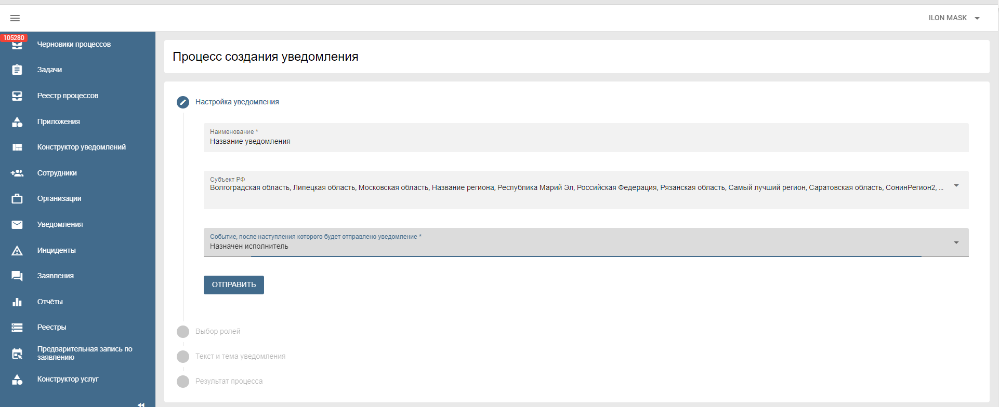 ILON MASK
105280
Черновики процессов
Задачи
Реестр процессов
Приложения
Конструктор уведомлений
Сотрудники
Организации
Уведомления
Инциденты
Заявления
Отчёты
Реестры
Предварительная запись по
заявлению
Конструктор услуг
Процесс создания уведомления
Настройка уведомления
Наименование *
Название уведомления
Субъект РФ
Волгоградская область, Липецкая область, Московская область, Название региона, Республика Марий Эл, Российская Федерация, Рязанская область, Самый лучший регион, Саратовская область, СонинРегион2, ...
Событие, после наступления которого будет отправлено уведомление *
Назначен исполнитель
ОТПРАВИТЬ
Выбор ролей
Текст и тема уведомления
Результат процесса